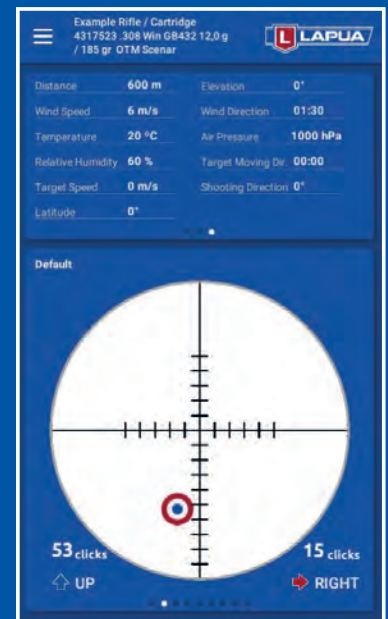 Example Rifle / Cartridge
4317523 .308 Win GB432 12,0 g
/ 185 gr OTM Scenar
L LAPUA
Distance 600 m Elevation 0°
Wind Speed 6 m/s Wind Direction 01:30
Temperature 20 ºC Air Pressure 1000 hPa
Relative Humidity 60 % Target Moving Dir. 00:00
Target Speed 0 m/s Shooting Direction 0°
Latitude 0°
Default
53 clicks 15 clicks
UP RIGHT